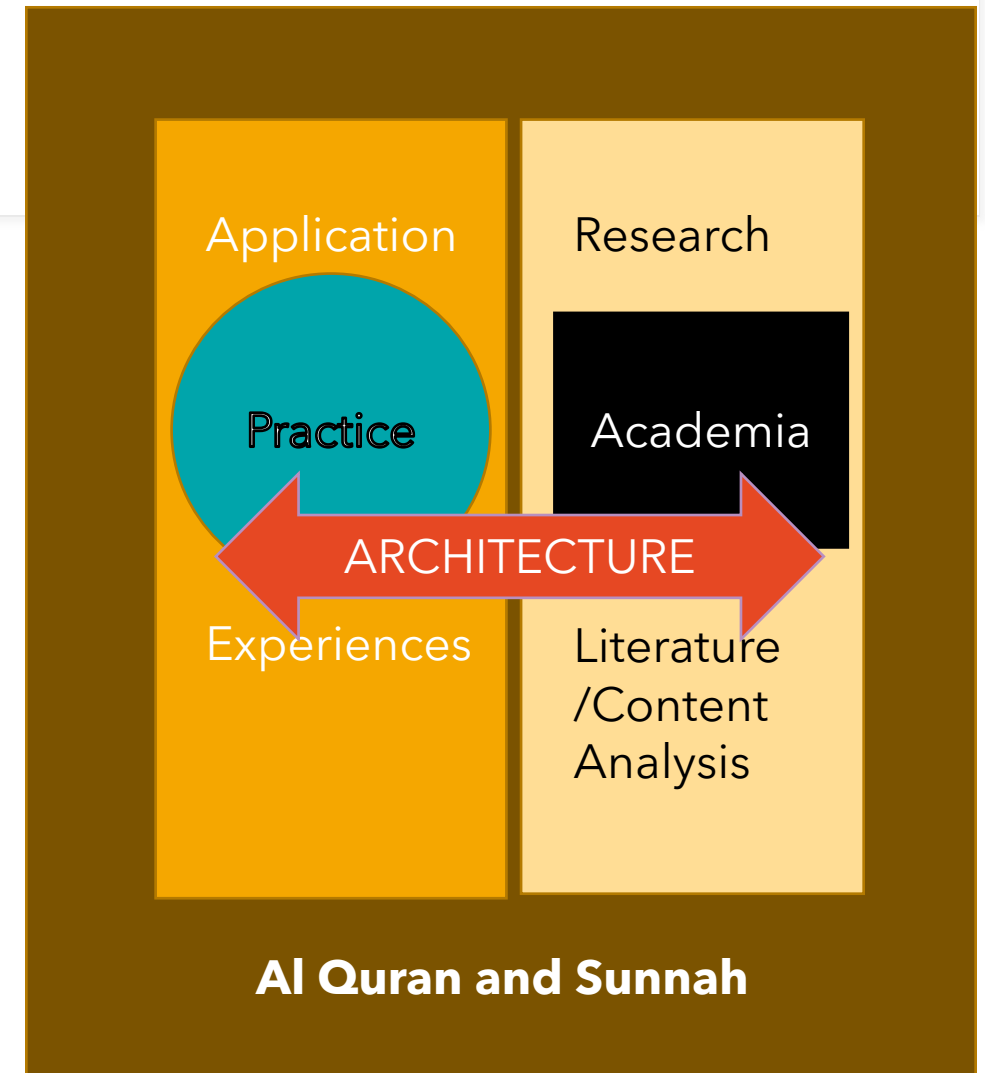 Application
Practice
Experiences
Research
Academia
Literature
/Content
Analysis
ARCHITECTURE
Al Quran and Sunnah